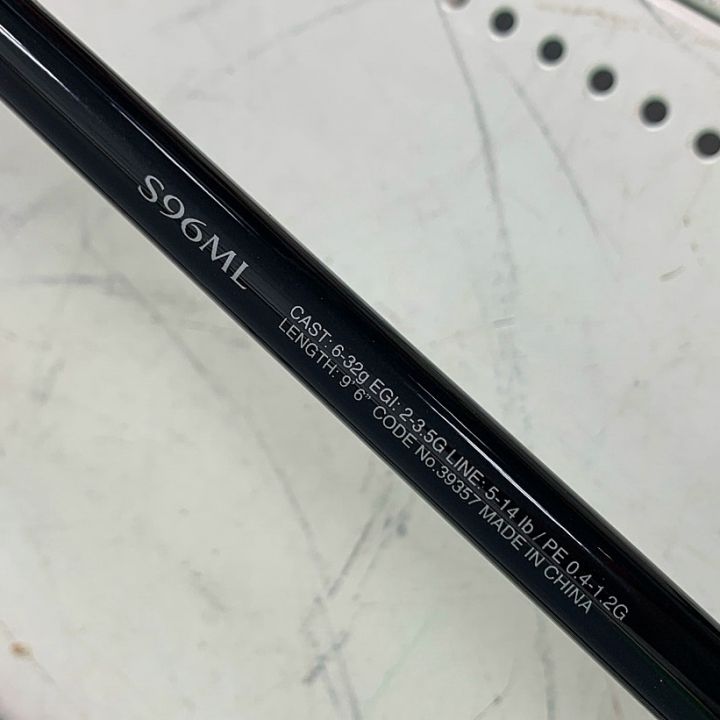 S96ML
CAST: 6-32g EGI: 2-3.5G LINE: 5-14 lb / PE 0.4-1.2G
LENGTH: 9' 6" CODE No.39357 MADE IN CHINA